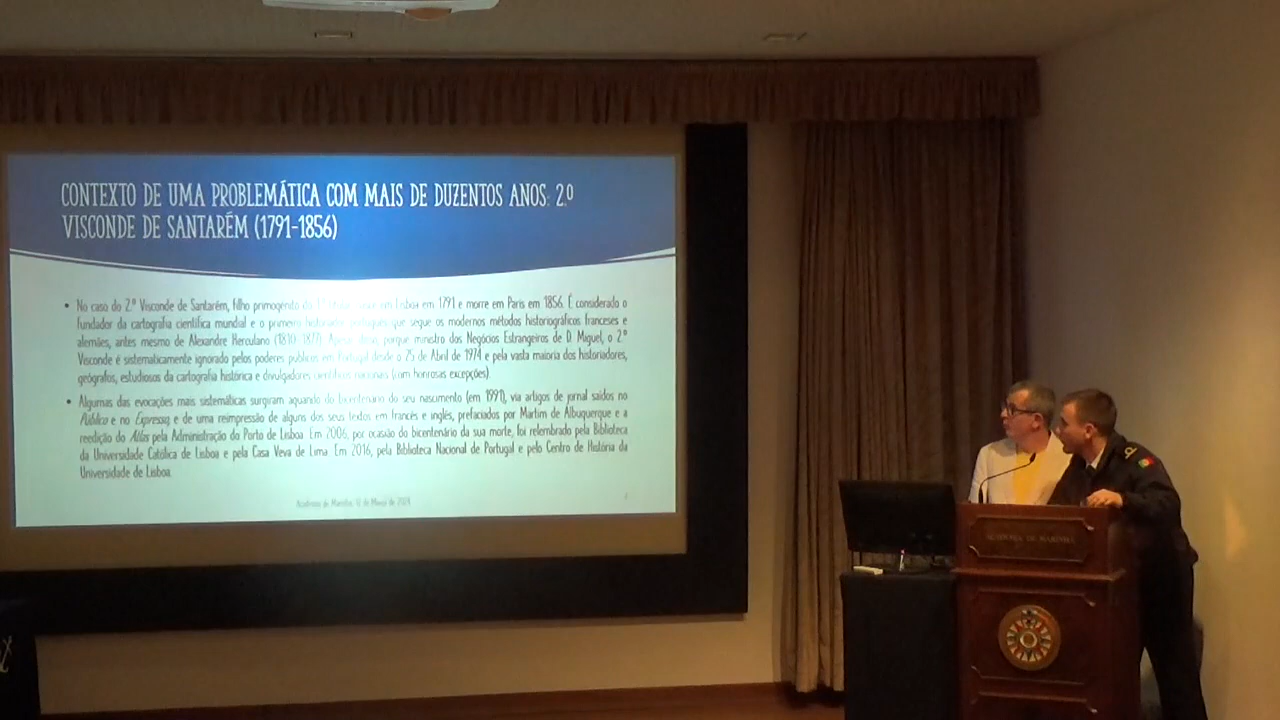 CONTEXTO DE UMA PROBLEMÁTICA COM MAIS DE DUZENTOS ANOS: 2.º
VISCONDE DE SANTARÉM (1791-1856)
• No caso do 2.º Visconde de Santarém, filho primogénito do 1.º em Lisboa em 1791 e morre em Paris em 1856. É considerado o
fundador da cartografia científica mundial e o primeiro historiador português que segue os modernos métodos historiográficos franceses e
alemães, antes mesmo de Alexandre Herculano (1810-1877). porque ministro dos Negócios Estrangeiros de D. Miguel, o 2.º
Visconde é sistematicamente ignorado pelos poderes públicos em Portugal desde o 25 de Abril de 1974 e pela vasta maioria dos historiadores,
geógrafos, estudiosos da cartografia histórica e divulgadores científicos nacionais (com honrosas excepções).
• Algumas das evocações mais sistemáticas surgiram aquando do bicentenário do seu nascimento (em 1991), via artigos de jornal saídos no
Público e no Expresso, e de uma reimpressão de alguns dos seus textos em francês e inglês, prefaciados por Martim de Albuquerque e a
reedição do Atlas pela Administração do Porto de Lisboa. Em 2006, por ocasião do bicentenário da sua morte, foi relembrado pela Biblioteca
da Universidade Católica de Lisboa e pela Casa Veva de Lima. Em 2016, pela Biblioteca Nacional de Portugal e pelo Centro de História da
Universidade de Lisboa.
Academia de Marinha, 12 de Março de
ACADEMIA DE MARINHA